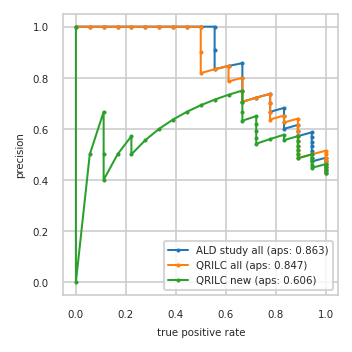 1.0
0.8
0.6
0.4
0.2
0.0
precision
ALD study all (aps: 0.863)
QRILC all (aps: 0.847)
QRILC new (aps: 0.606)
0.0 0.2 0.4 0.6 0.8 1.0
true positive rate